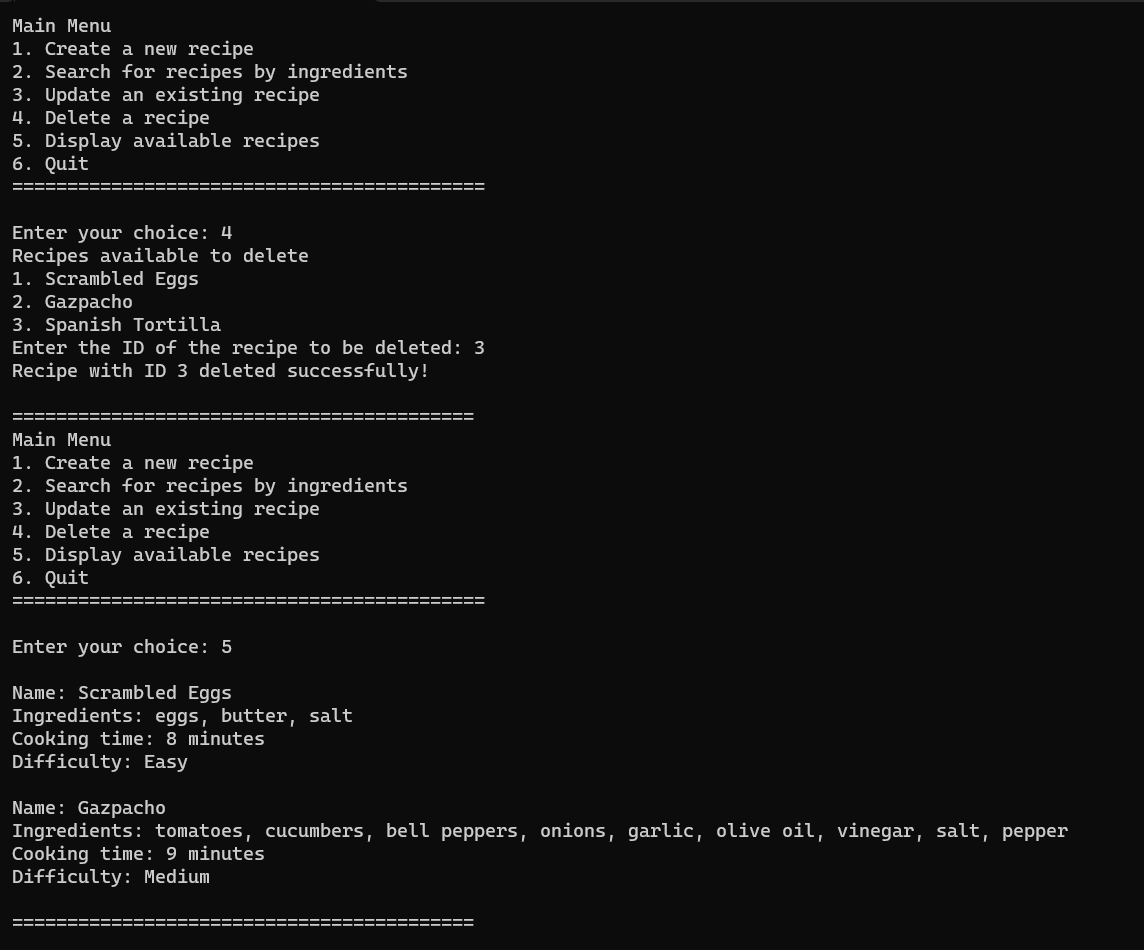 Main Menu
1. Create a new recipe
2. Search for recipes by ingredients
3. Update an existing recipe
4. Delete a recipe
5. Display available recipes
6. Quit
===========================================
Enter your choice: 4
Recipes available to delete
1. Scrambled Eggs
2. Gazpacho
3. Spanish Tortilla
Enter the ID of the recipe to be deleted: 3
Recipe with ID 3 deleted successfully!
==========================================
Main Menu
1. Create a new recipe
2. Search for recipes by ingredients
3. Update an existing recipe
4. Delete a recipe
5. Display available recipes
6. Quit
===========================================
Enter your choice: 5
Name: Scrambled Eggs
Ingredients: eggs, butter, salt
Cooking time: 8 minutes
Difficulty: Easy
Name: Gazpacho
Ingredients: tomatoes, cucumbers, bell peppers, onions, garlic, olive oil, vinegar, salt, pepper
Cooking time: 9 minutes
Difficulty: Medium
==========================================